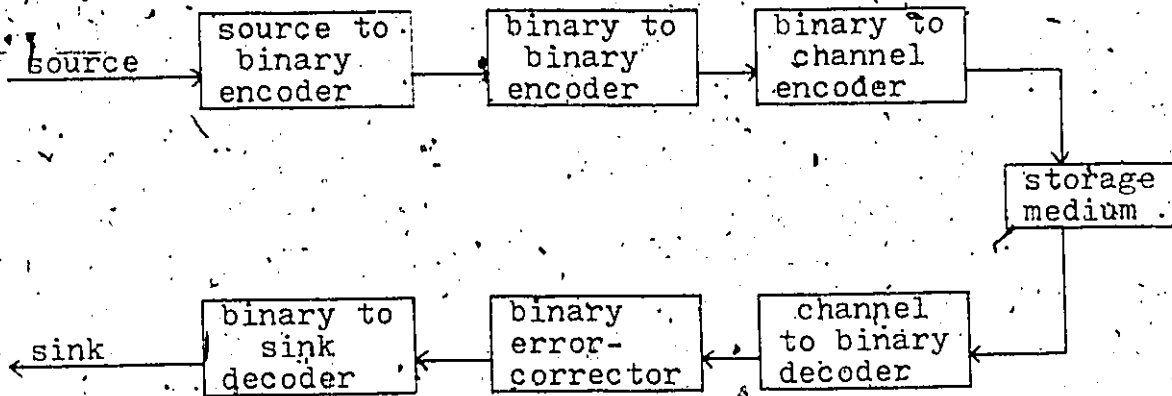 source
source to
binary
encoder
binary to
binary
encoder
binary to
channel
encoder
storage
medium
channel
to binary
decoder
binary
error-
corrector
binary to
sink
decoder
sink